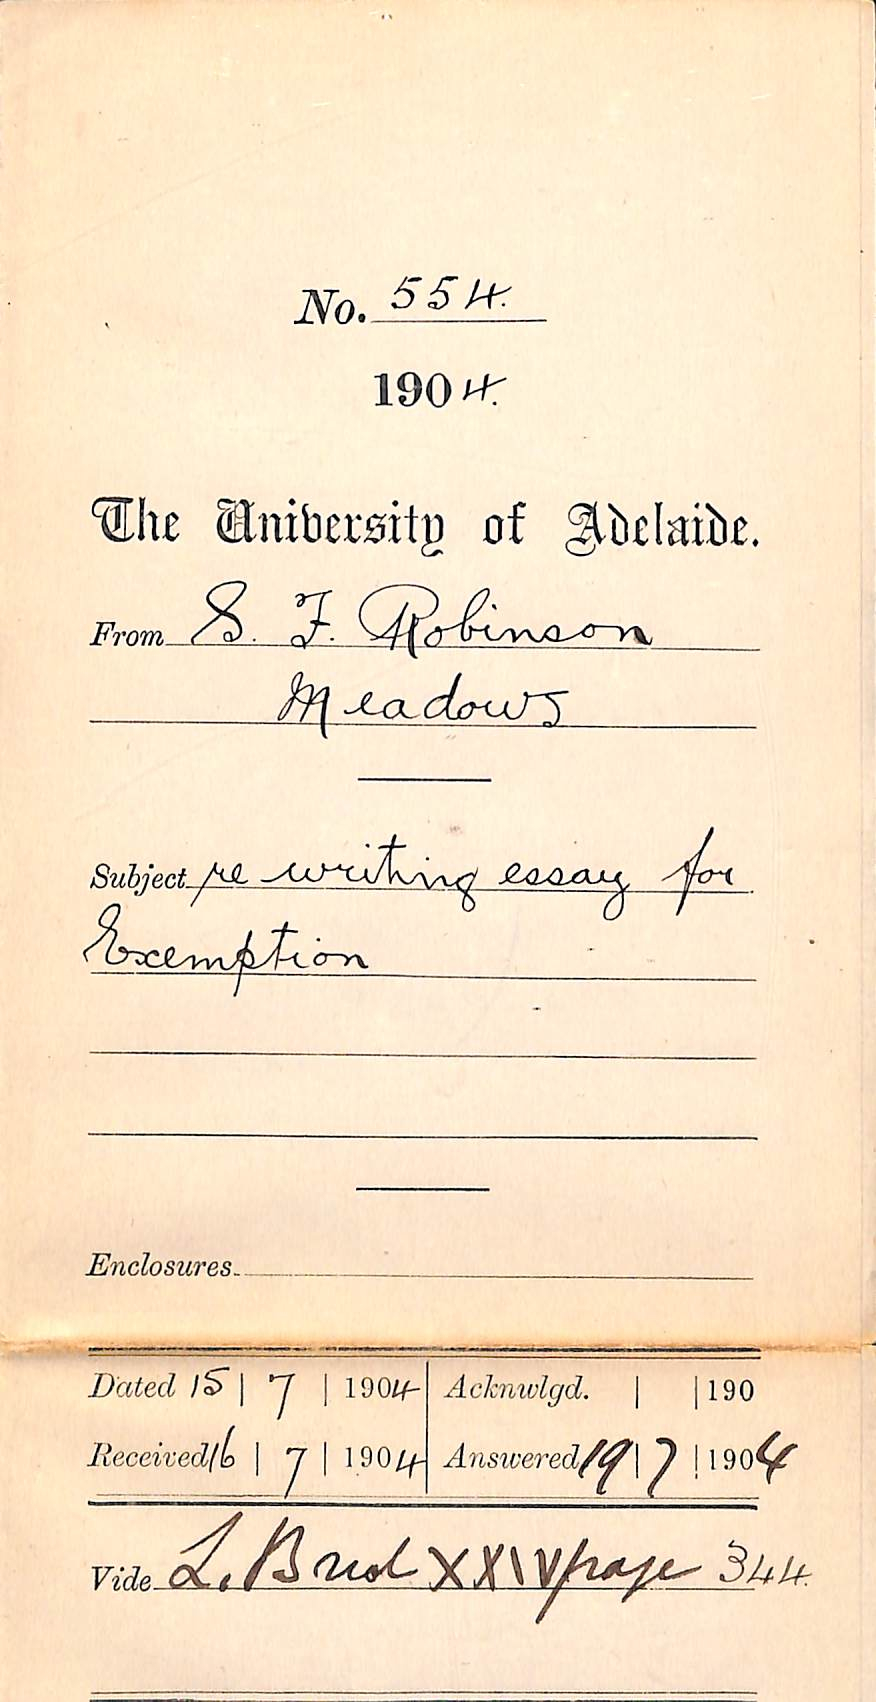 No. 554.
1904.
The University of Adelaide.
From S. F. Robinson
Meadows
Subject re writing essay for
Exemption
Enclosures
Dated 15 | 7 | 1904 Acknwlgd. | | 190
Received 16 | 7 | 1904 Answered 19 | 7 | 1904
Vide L. B XXIV page 344.